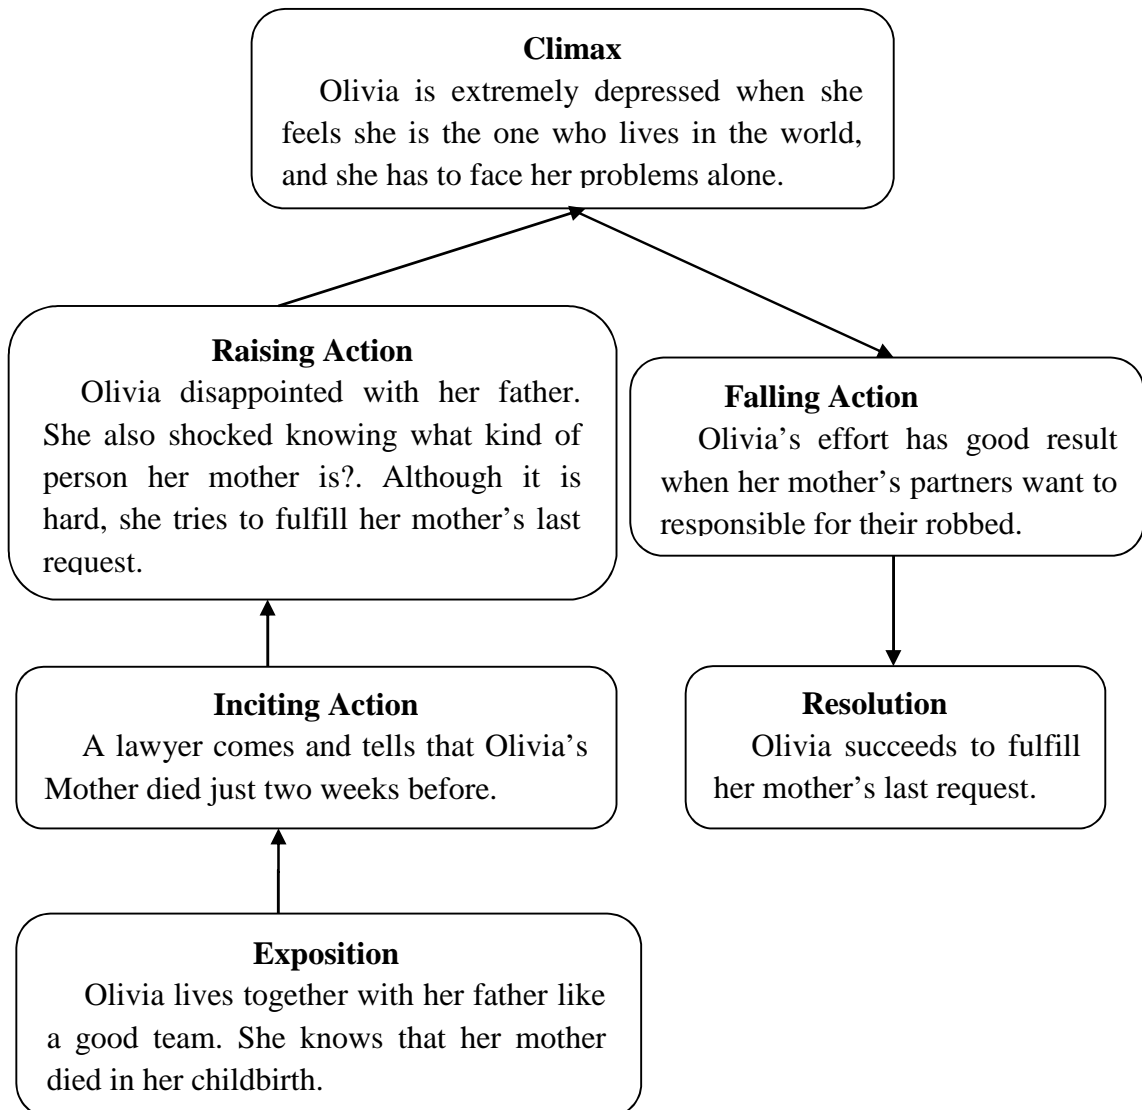 Climax
Olivia is extremely depressed when she
feels she is the one who lives in the world,
and she has to face her problems alone.
Raising Action
Olivia disappointed with her father.
She also shocked knowing what kind of
person her mother is?. Although it is
hard, she tries to fulfill her mother’s last
request.
Falling Action
Olivia’s effort has good result
when her mother’s partners want to
responsible for their robbed.
Inciting Action
A lawyer comes and tells that Olivia’s
Mother died just two weeks before.
Resolution
Olivia succeeds to fulfill
her mother’s last request.
Exposition
Olivia lives together with her father like
a good team. She knows that her mother
died in her childbirth.